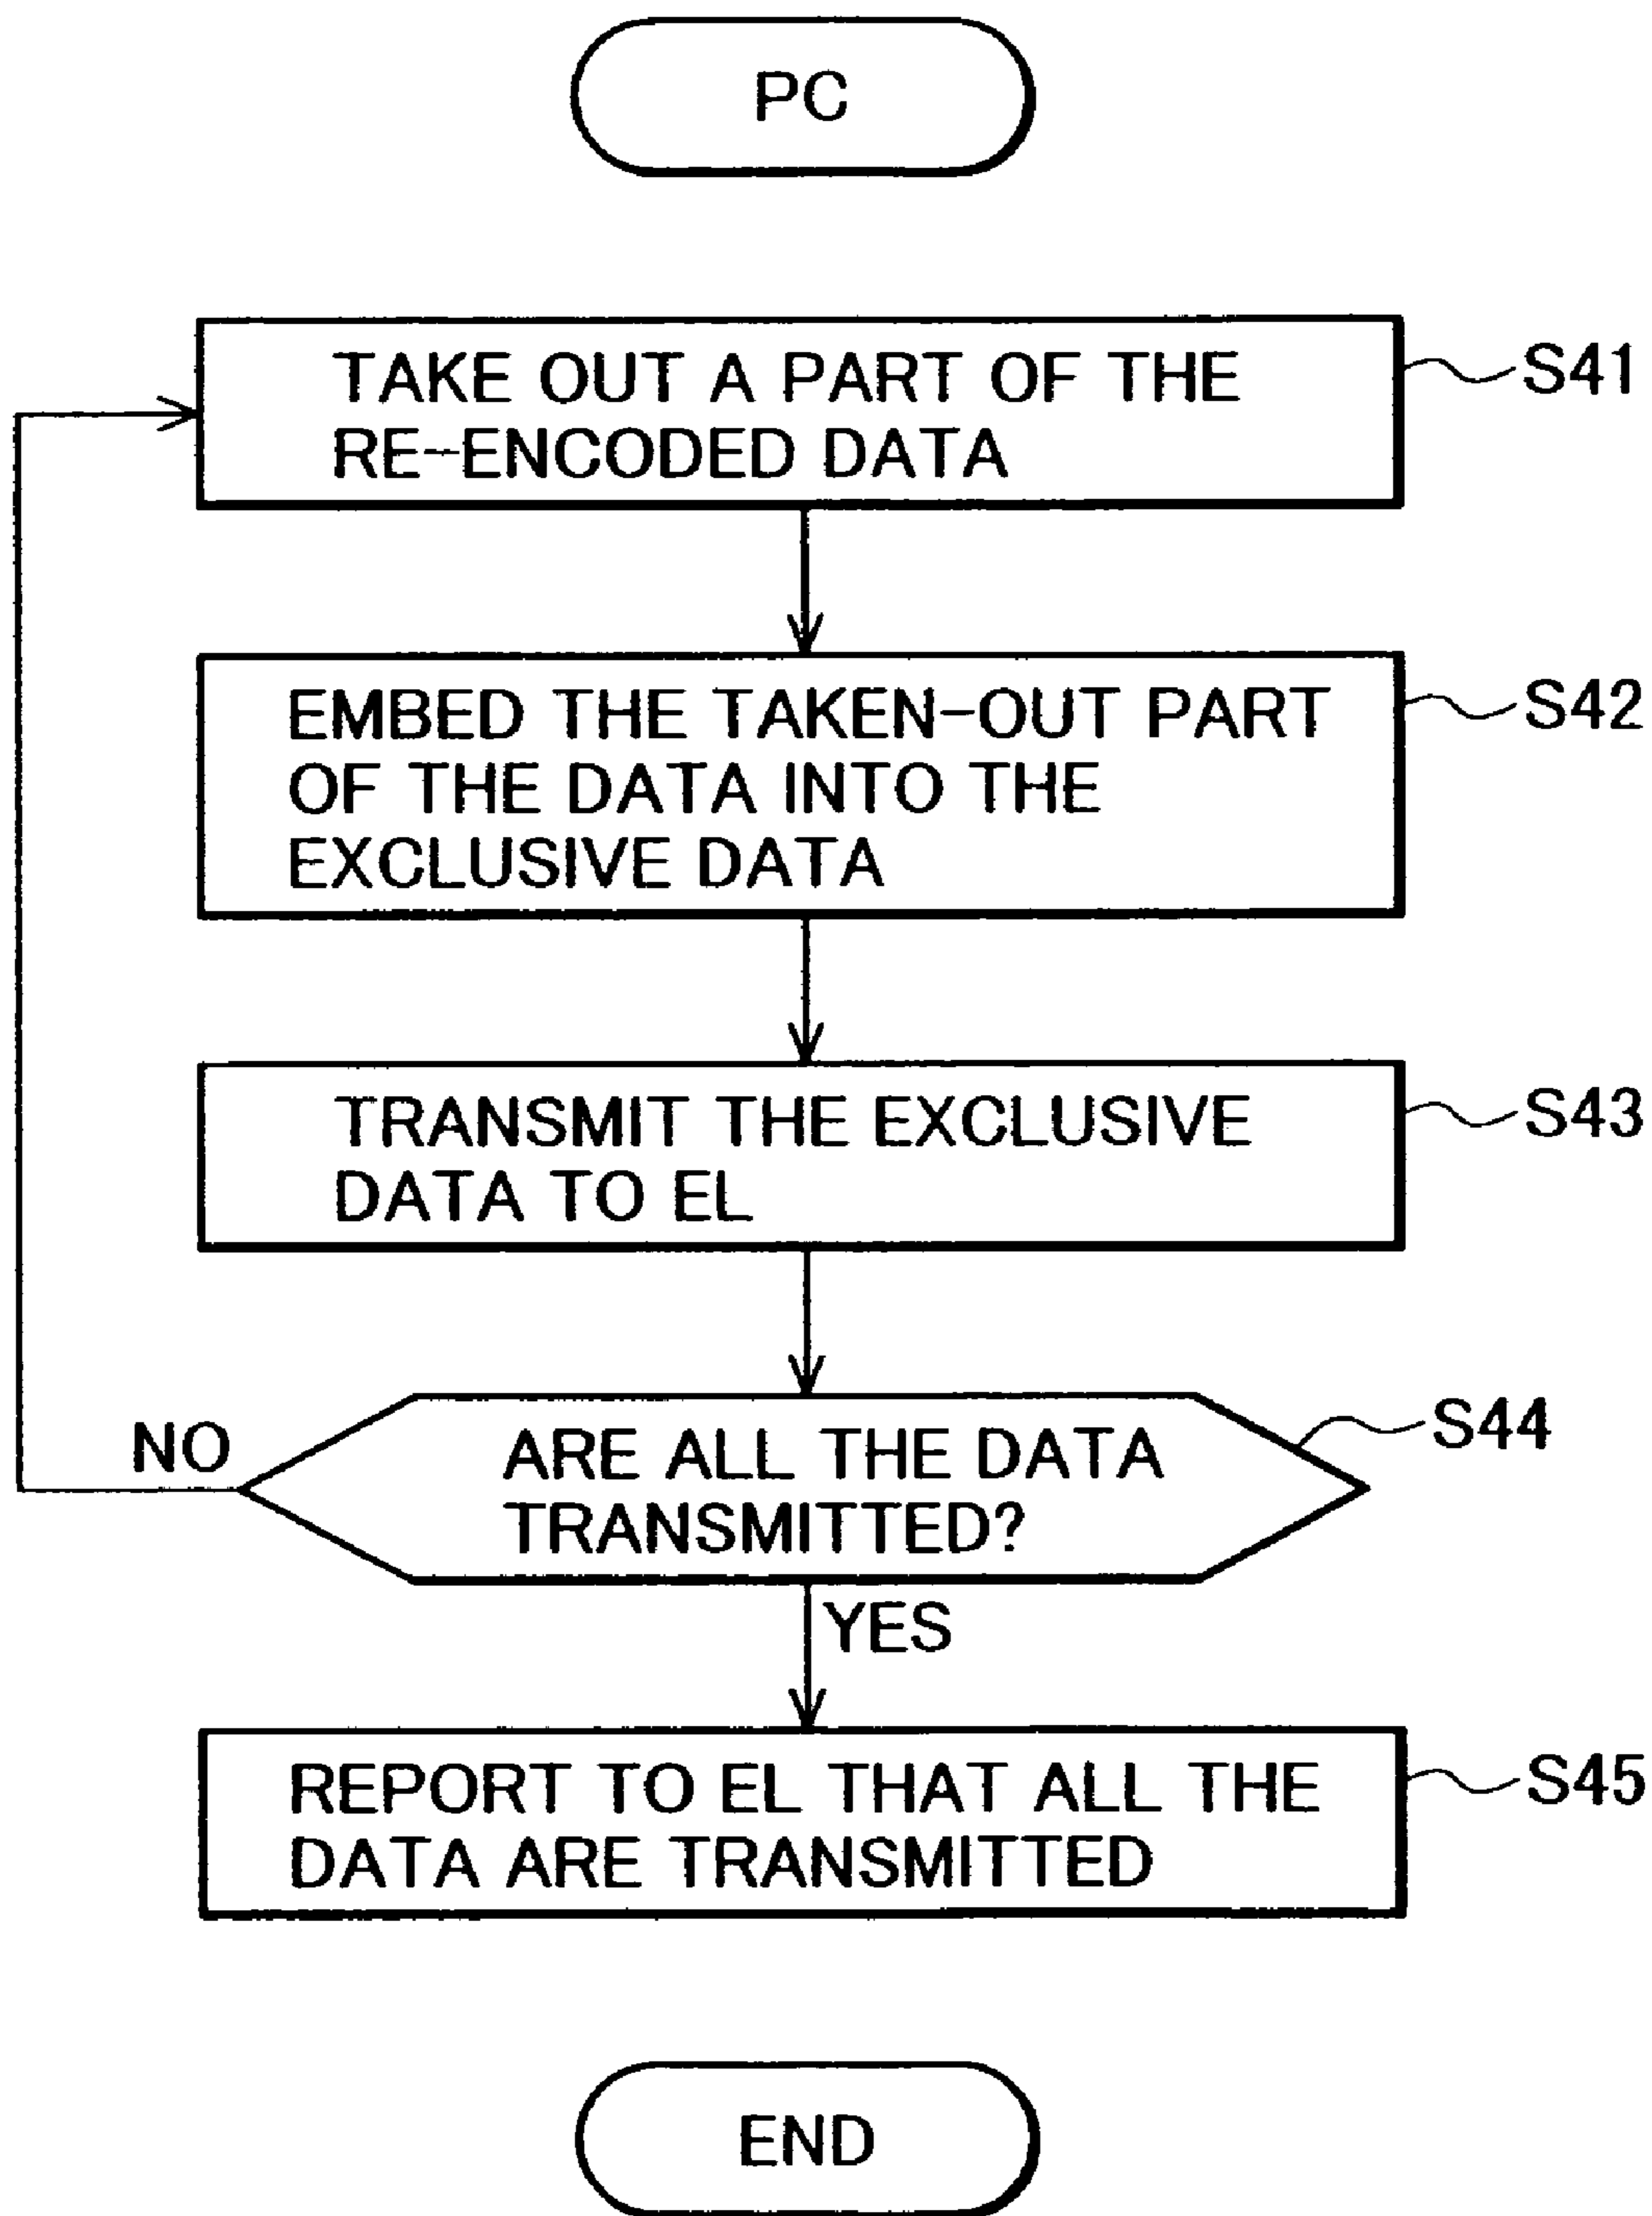 PC
TAKE OUT A PART OF THE
RE-ENCODED DATA
S41
EMBED THE TAKEN-OUT PART
OF THE DATA INTO THE
EXCLUSIVE DATA
S42
TRANSMIT THE EXCLUSIVE
DATA TO EL
S43
NO
ARE ALL THE DATA
TRANSMITTED?
S44
YES
REPORT TO EL THAT ALL THE
DATA ARE TRANSMITTED
S45
END